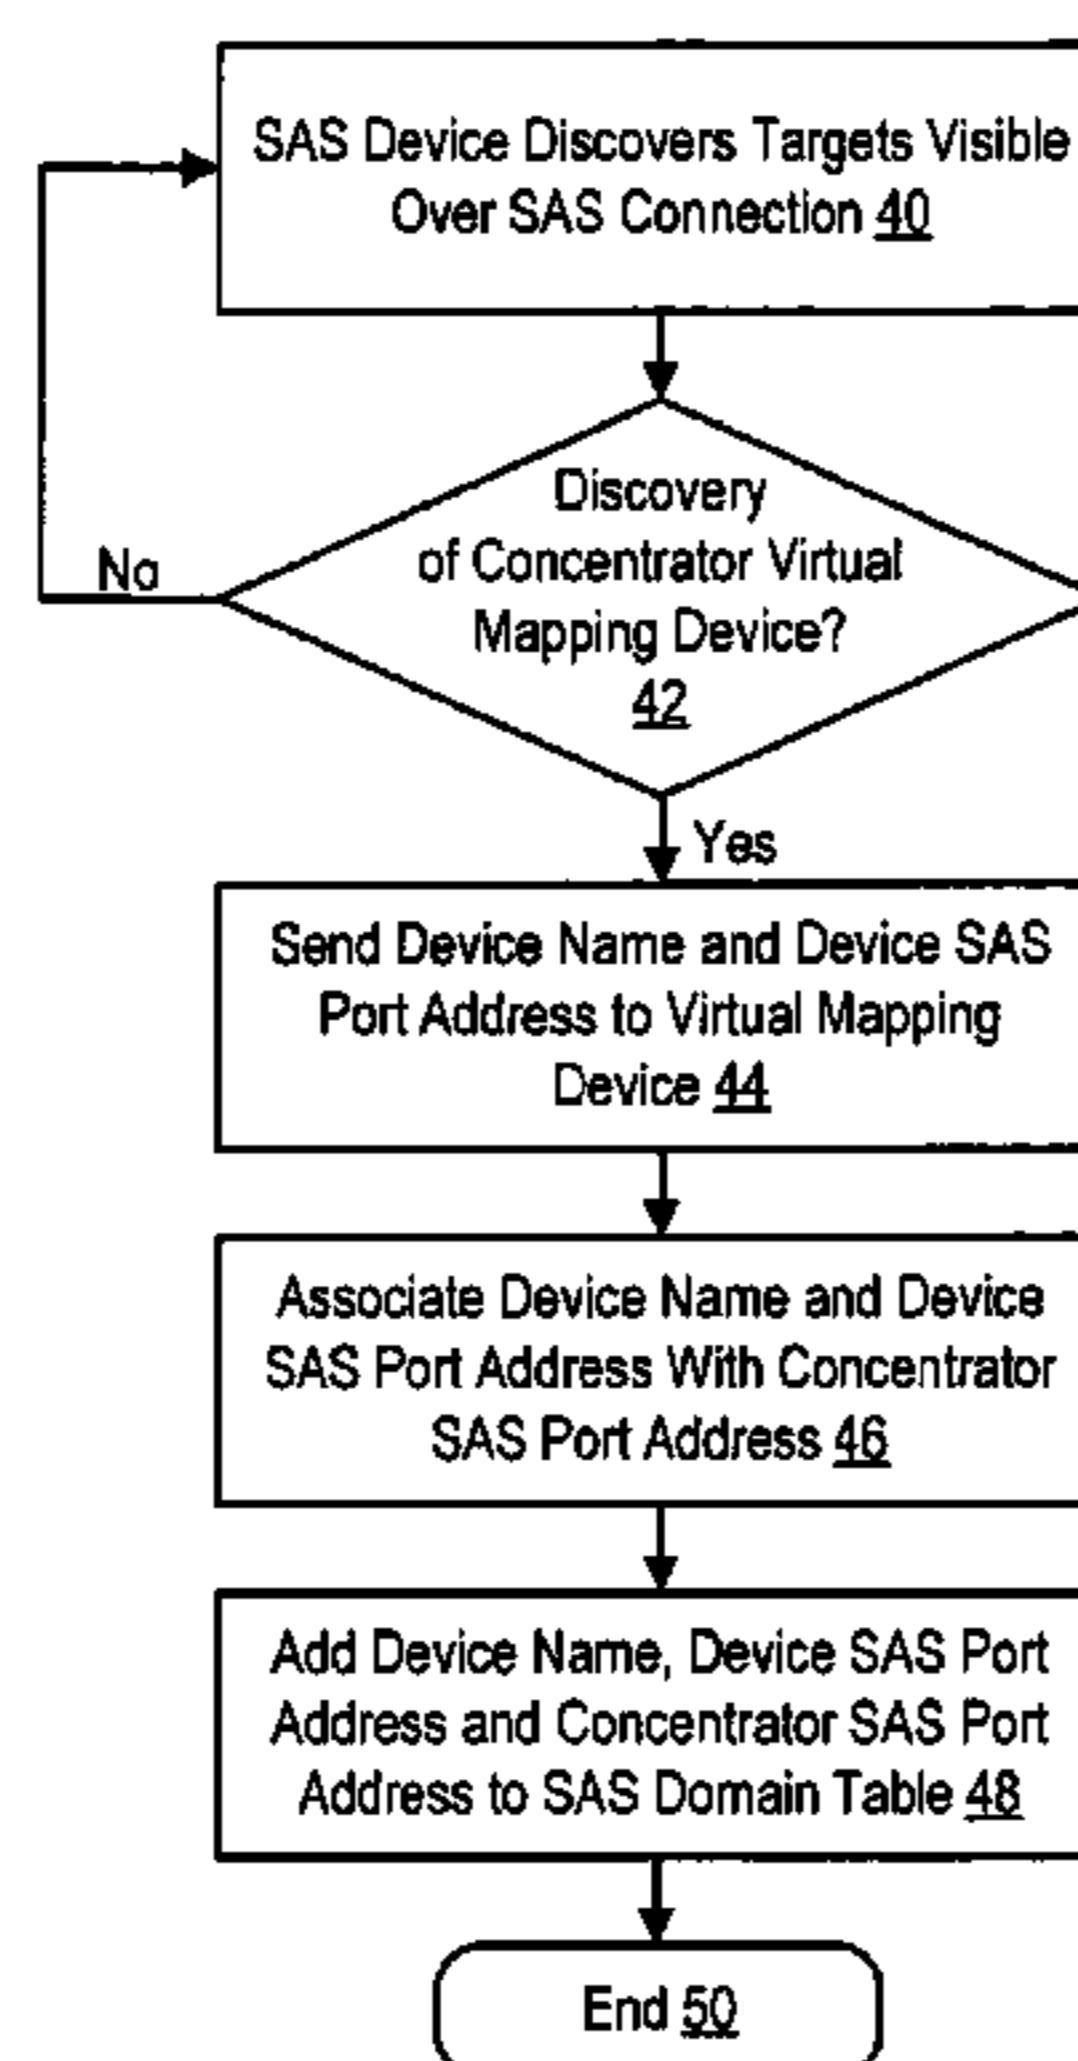 SAS Device Discovers Targets Visible
Over SAS Connection 40
Discovery
of Concentrator Virtual
Mapping Device?
42
No
Yes
Send Device Name and Device SAS
Port Address to Virtual Mapping
Device 44
Associate Device Name and Device
SAS Port Address With Concentrator
SAS Port Address 46
Add Device Name, Device SAS Port
Address and Concentrator SAS Port
Address to SAS Domain Table 48
End 50